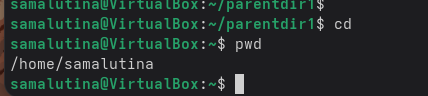 samalutina@VirtualBox:~/parentdir1$
samalutina@VirtualBox:~/parentdir1$ cd
samalutina@VirtualBox:~$ pwd
/home/samalutina
samalutina@VirtualBox:~$